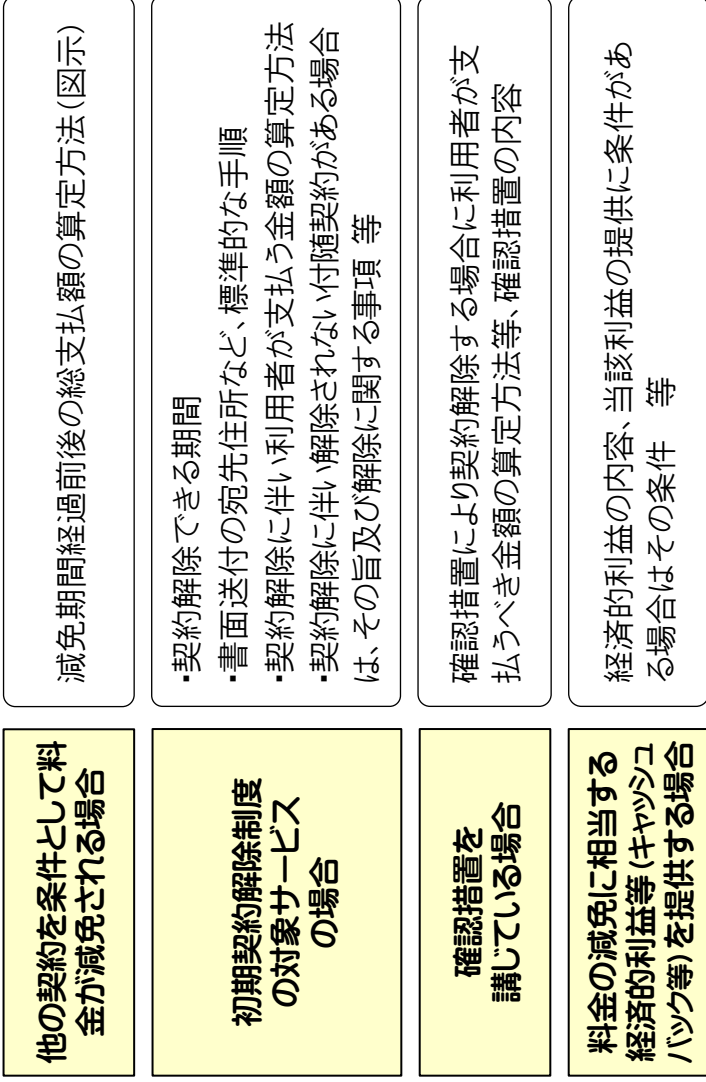 他の契約を条件として料
金が減免される場合
減免期間経過前後の総支払額の算定方法（図示）
初期契約解除制度
の対象サービス
の場合
・契約解除できる期間
・書面送付の宛先住所など、標準的な手順
・契約解除に伴い利用者が支払う金額の算定方法
・契約解除に伴い解除されない付随契約がある場合
は、その旨及び解除に関する事項 等
確認措置を
講じている場合
確認措置により契約解除する場合に利用者が支
払うべき金額の算定方法等、確認措置の内容
料金の減免に相当する
経済的利益等（キャッシュ
バック等）を提供する場合
経済的利益の内容、当該利益の提供に条件があ
る場合はその条件 等